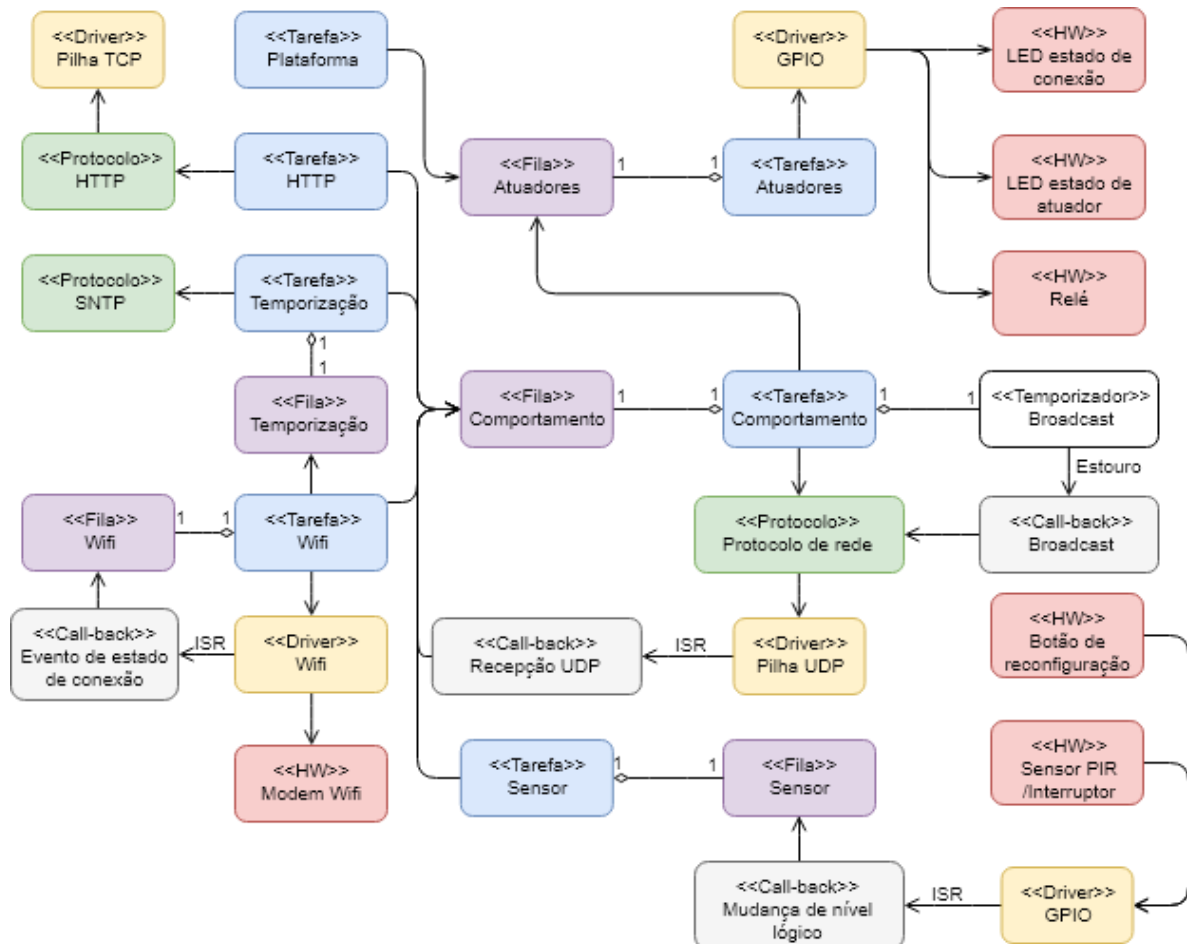 <<Driver>>
Pilha TCP
<<Tarefa>>
Plataforma
<<Driver>>
GPIO
<<HW>>
LED estado de
conexão
<<Protocolo>>
HTTP
<<Tarefa>>
HTTP
<<Fila>>
Atuadores
1
1
<<Tarefa>>
Atuadores
<<HW>>
LED estado de
atuador
<<Protocolo>>
SNTP
<<Tarefa>>
Temporização
<<HW>>
Relé
1
1
<<Fila>>
Temporização
<<Fila>>
Comportamento
1
1
<<Tarefa>>
Comportamento
1
1
<<Temporizador>>
Broadcast
Estouro
<<Fila>>
Wifi
1
1
<<Tarefa>>
Wifi
<<Protocolo>>
Protocolo de rede
<<Call-back>>
Broadcast
<<Call-back>>
Evento de estado
de conexão
ISR
<<Driver>>
Wifi
<<Call-back>>
Recepção UDP
ISR
<<Driver>>
Pilha UDP
<<HW>>
Botão de
reconfiguração
<<HW>>
Modem Wifi
<<Tarefa>>
Sensor
1
1
<<Fila>>
Sensor
<<HW>>
Sensor PIR
/Interruptor
<<Call-back>>
Mudança de nível
lógico
ISR
<<Driver>>
GPIO